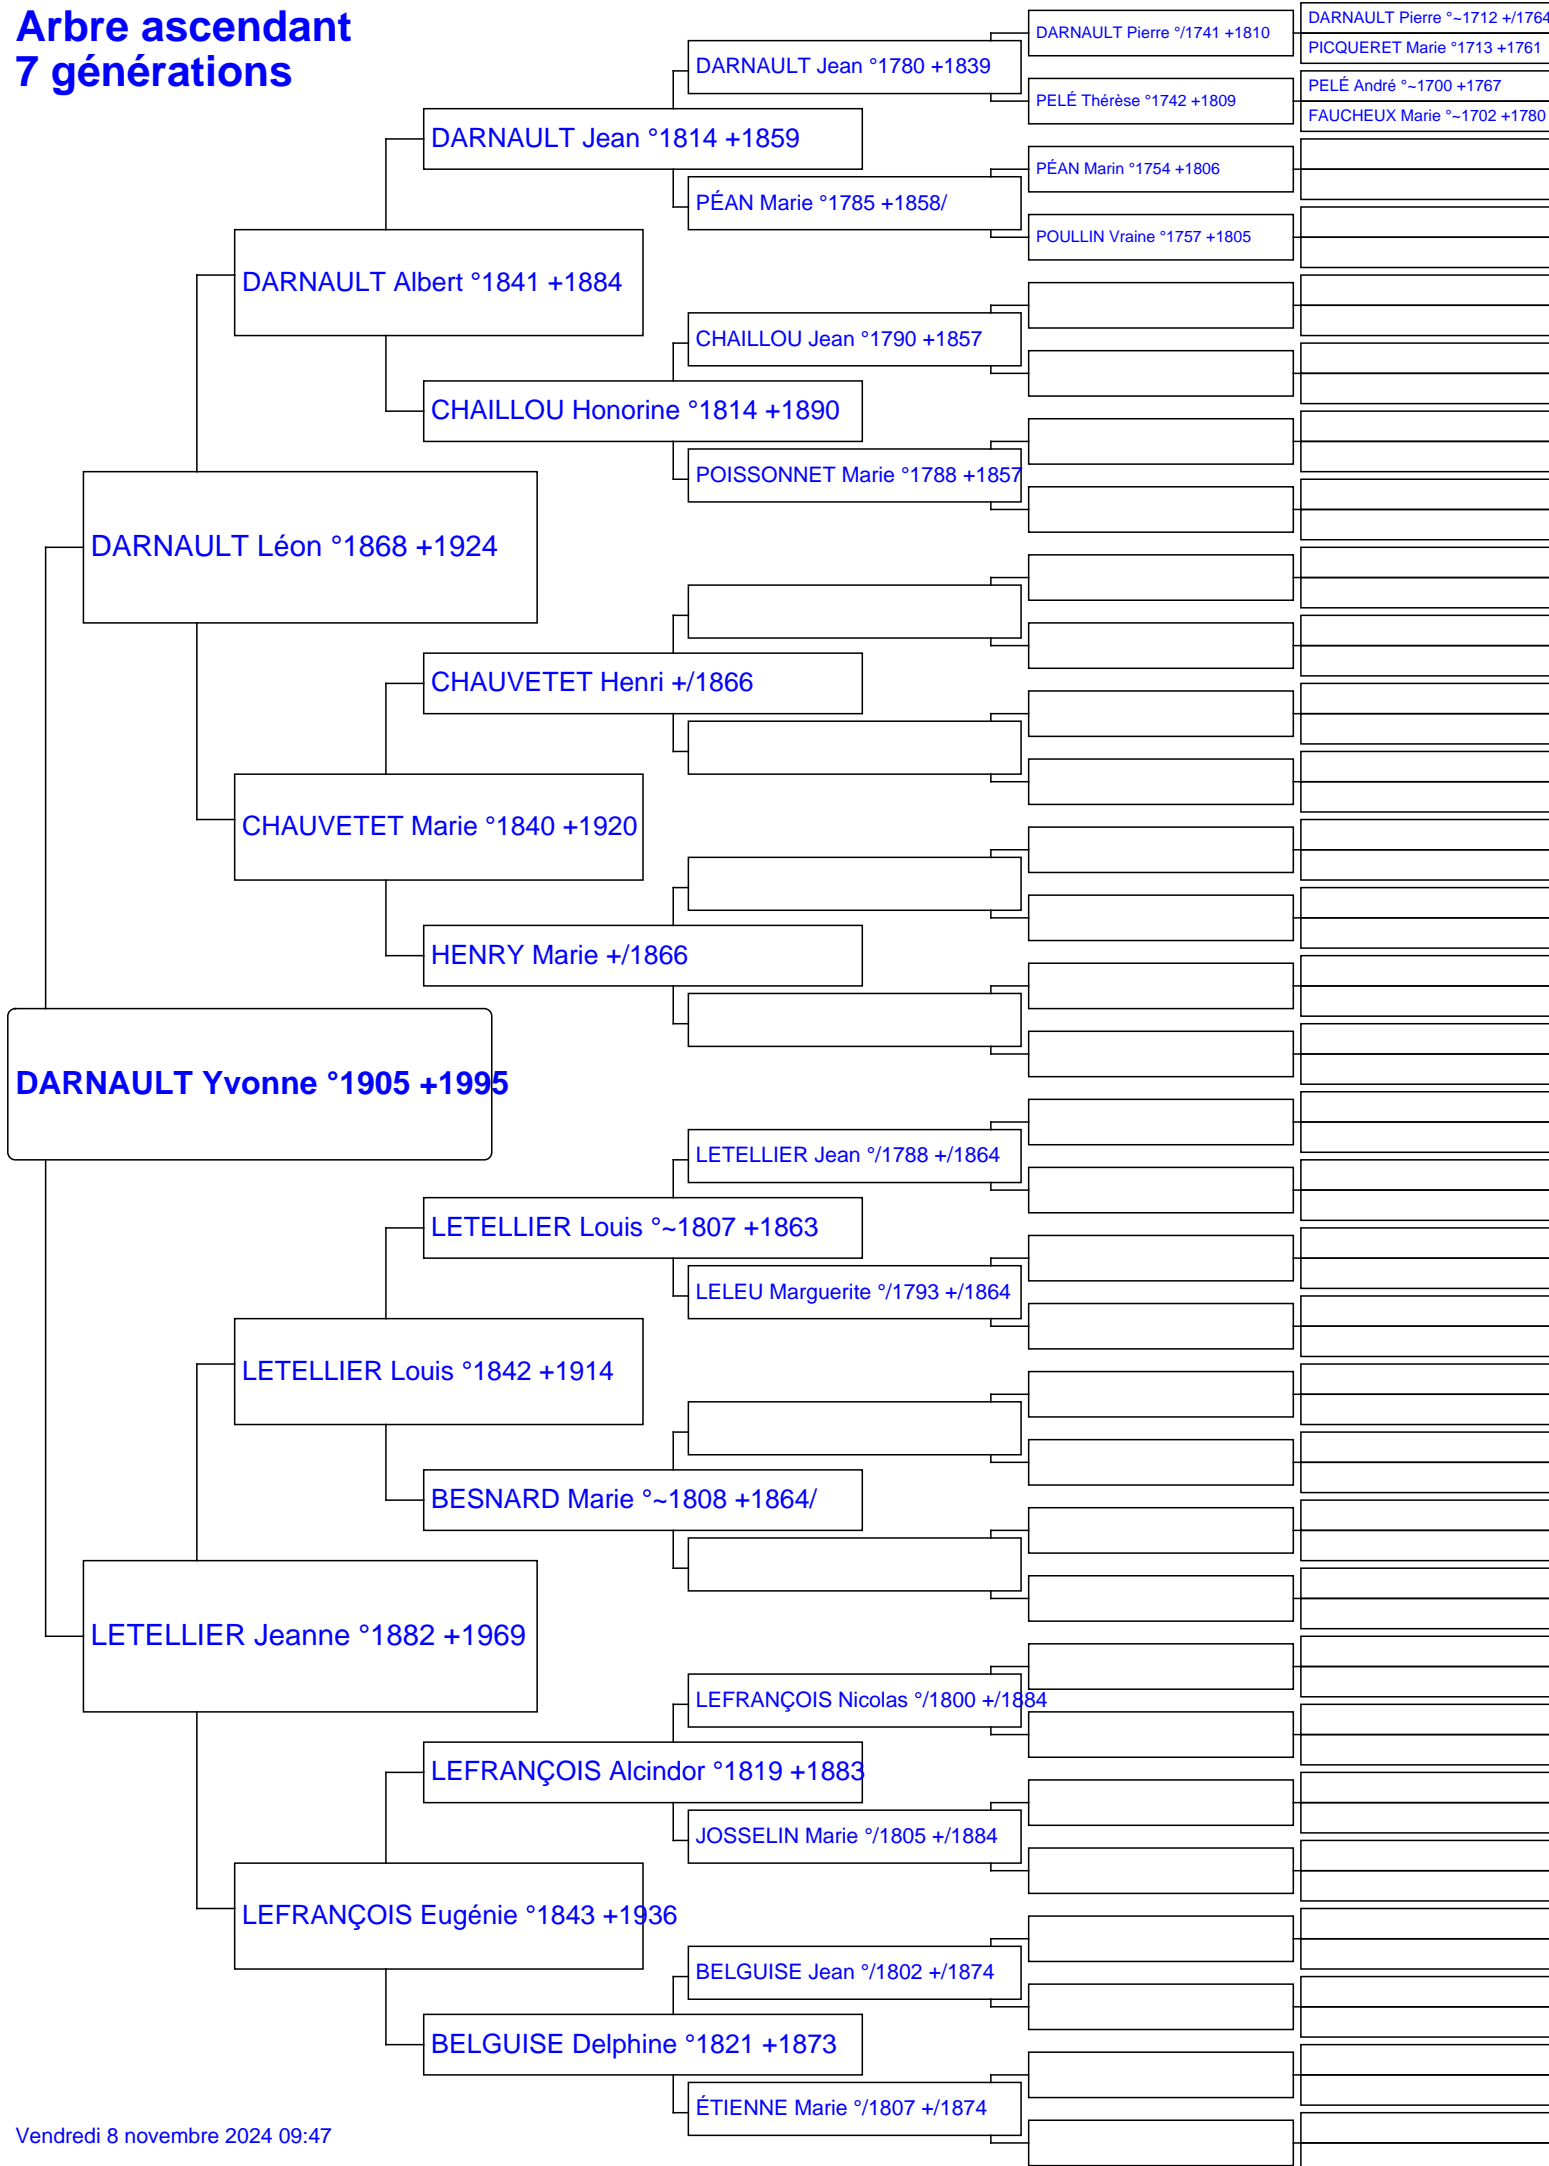 Arbre ascendant
7 générations
DARNAULT Pierre °~1712 +/1764
DARNAULT Pierre °/1741 +1810
PICQUERET Marie °1713 +1761
DARNAULT Jean °1780 +1839
PELÉ André °~1700 +1767
PELÉ Thérèse °1742 +1809
FAUCHEUX Marie °~1702 +1780
DARNAULT Jean °1814 +1859
PÉAN Marin °1754 +1806
PÉAN Marie °1785 +1858/
POULLIN Vraine °1757 +1805
DARNAULT Albert °1841 +1884
CHAILLOU Jean °1790 +1857
CHAILLOU Honorine °1814 +1890
POISSONNET Marie °1788 +1857
DARNAULT Léon °1868 +1924
CHAUVETET Henri +/1866
CHAUVETET Marie °1840 +1920
HENRY Marie +/1866
DARNAULT Yvonne °1905 +1995
LETELLIER Jean °/1788 +/1864
LETELLIER Louis °~1807 +1863
LELEU Marguerite °/1793 +/1864
LETELLIER Louis °1842 +1914
BESNARD Marie °~1808 +1864/
LETELLIER Jeanne °1882 +1969
LEFRANÇOIS Nicolas °/1800 +/1884
LEFRANÇOIS Alcindor °1819 +1883
JOSSELIN Marie °/1805 +/1884
LEFRANÇOIS Eugénie °1843 +1936
BELGUISE Jean °/1802 +/1874
BELGUISE Delphine °1821 +1873
ÉTIENNE Marie °/1807 +/1874
Vendredi 8 novembre 2024 09:47